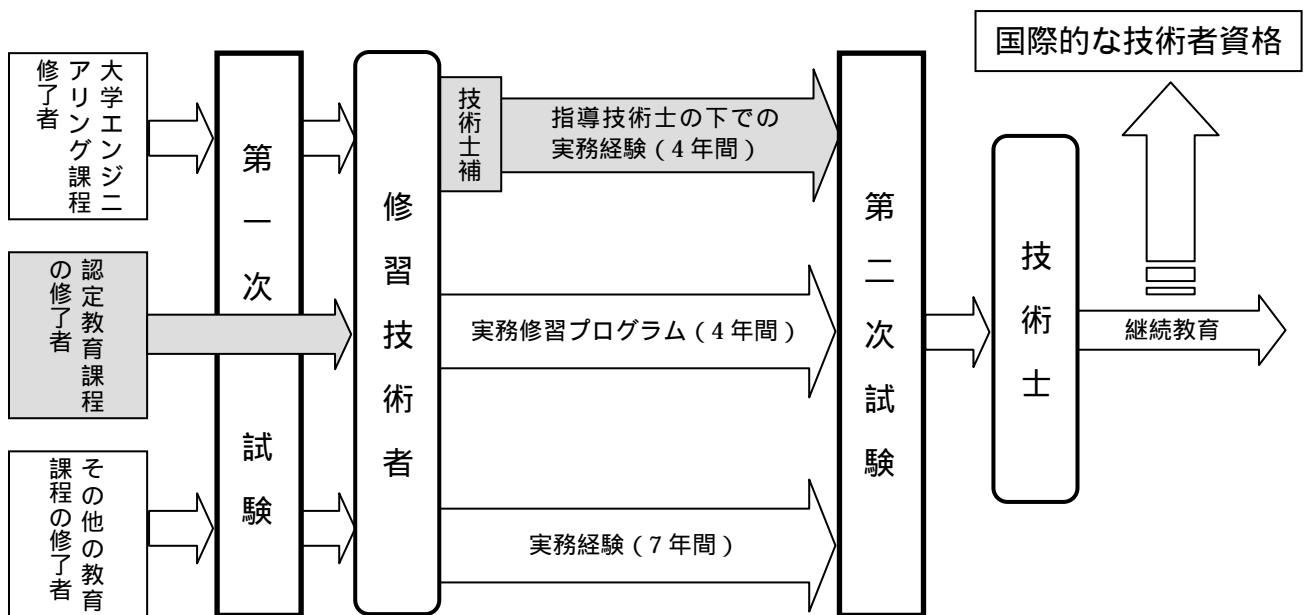 国際的な技術者資格
大学エンジニ
アリング課程
修了者
認定教育課程
の修了者
その他の教育
課程の修了者
第一次試験
修習技術者
技術士補
指導技術士の下での
実務経験（4年間）
実務修習プログラム（4年間）
実務経験（7年間）
第二次試験
技術士
継続教育